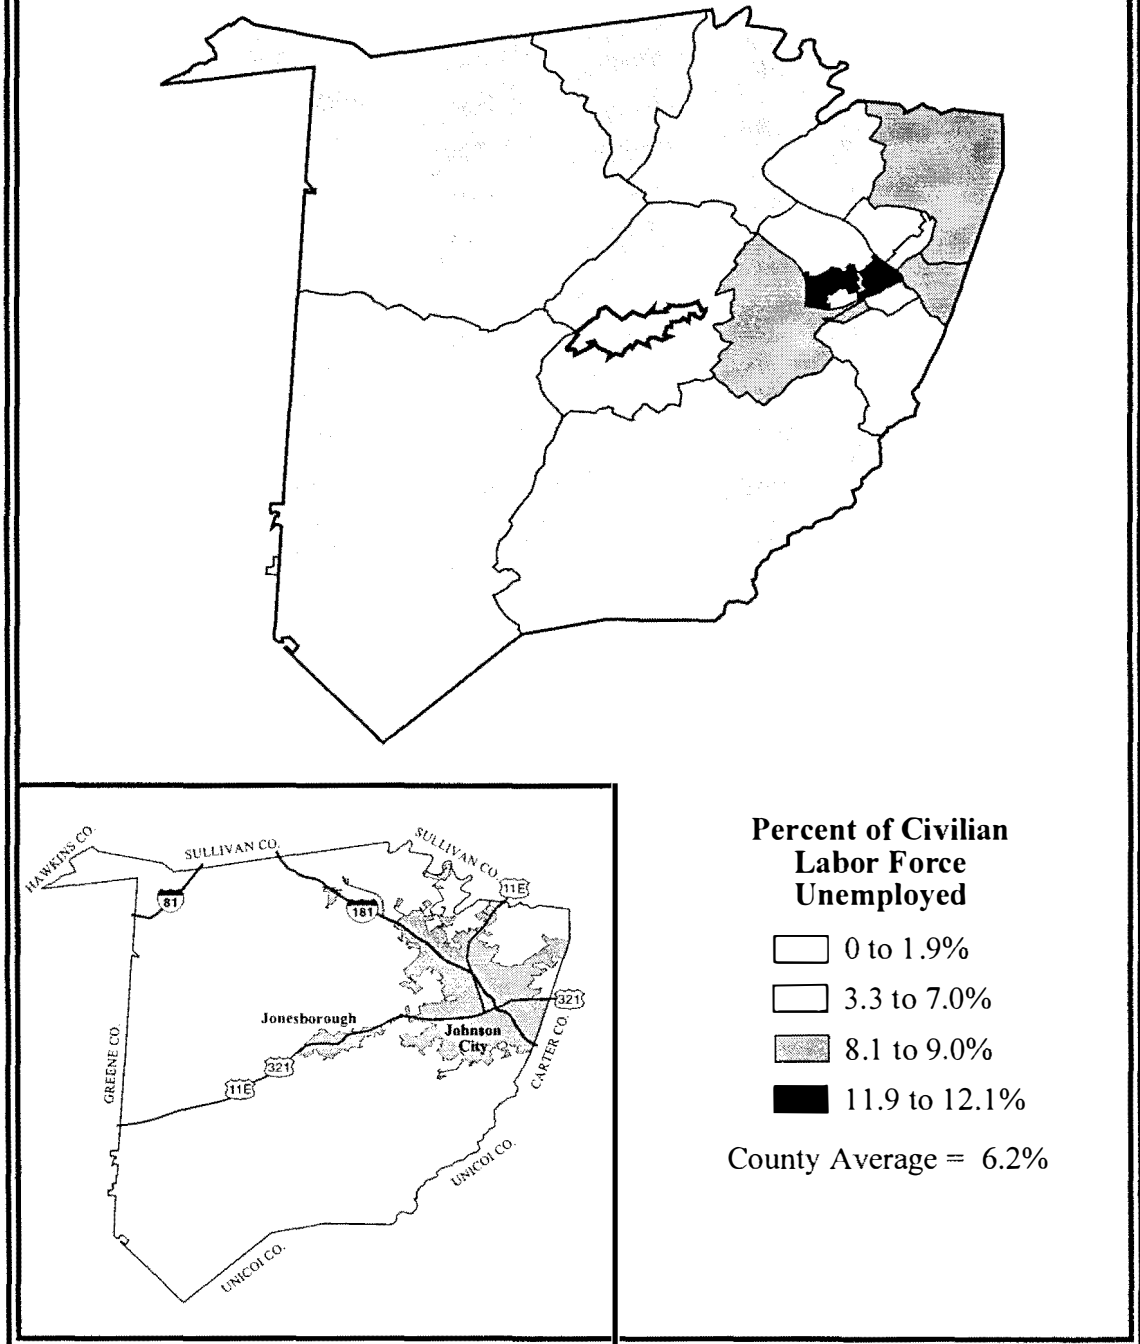 HAWKINS CO.
SULLIVAN CO.
SULLIVAN CO.
11E
81
181
321
Jonesborough
Johnson
City
GREENE CO.
321
11E
CARTER CO.
UNICOI CO.
UNICOI CO.
Percent of Civilian
Labor Force
Unemployed
0 to 1.9%
3.3 to 7.0%
8.1 to 9.0%
11.9 to 12.1%
County Average = 6.2%